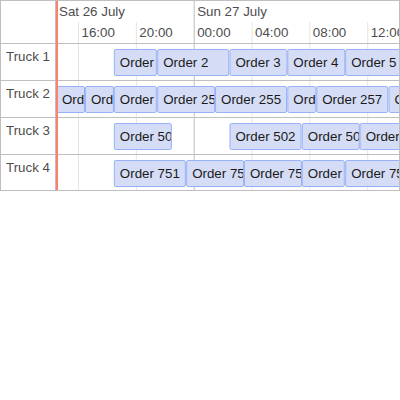 Sat 26 July Sun 27 July
16:00 20:00 00:00 04:00 08:00 12:00
Truck 1 Order Order 2 Order 3 Order 4 Order 5
Truck 2 Ord Ord Order Order 25 Order 255 Ord Order 257
Truck 3 Order 50 Order 502 Order 50 Order
Truck 4 Order 751 Order 75 Order 75 Order Order 75